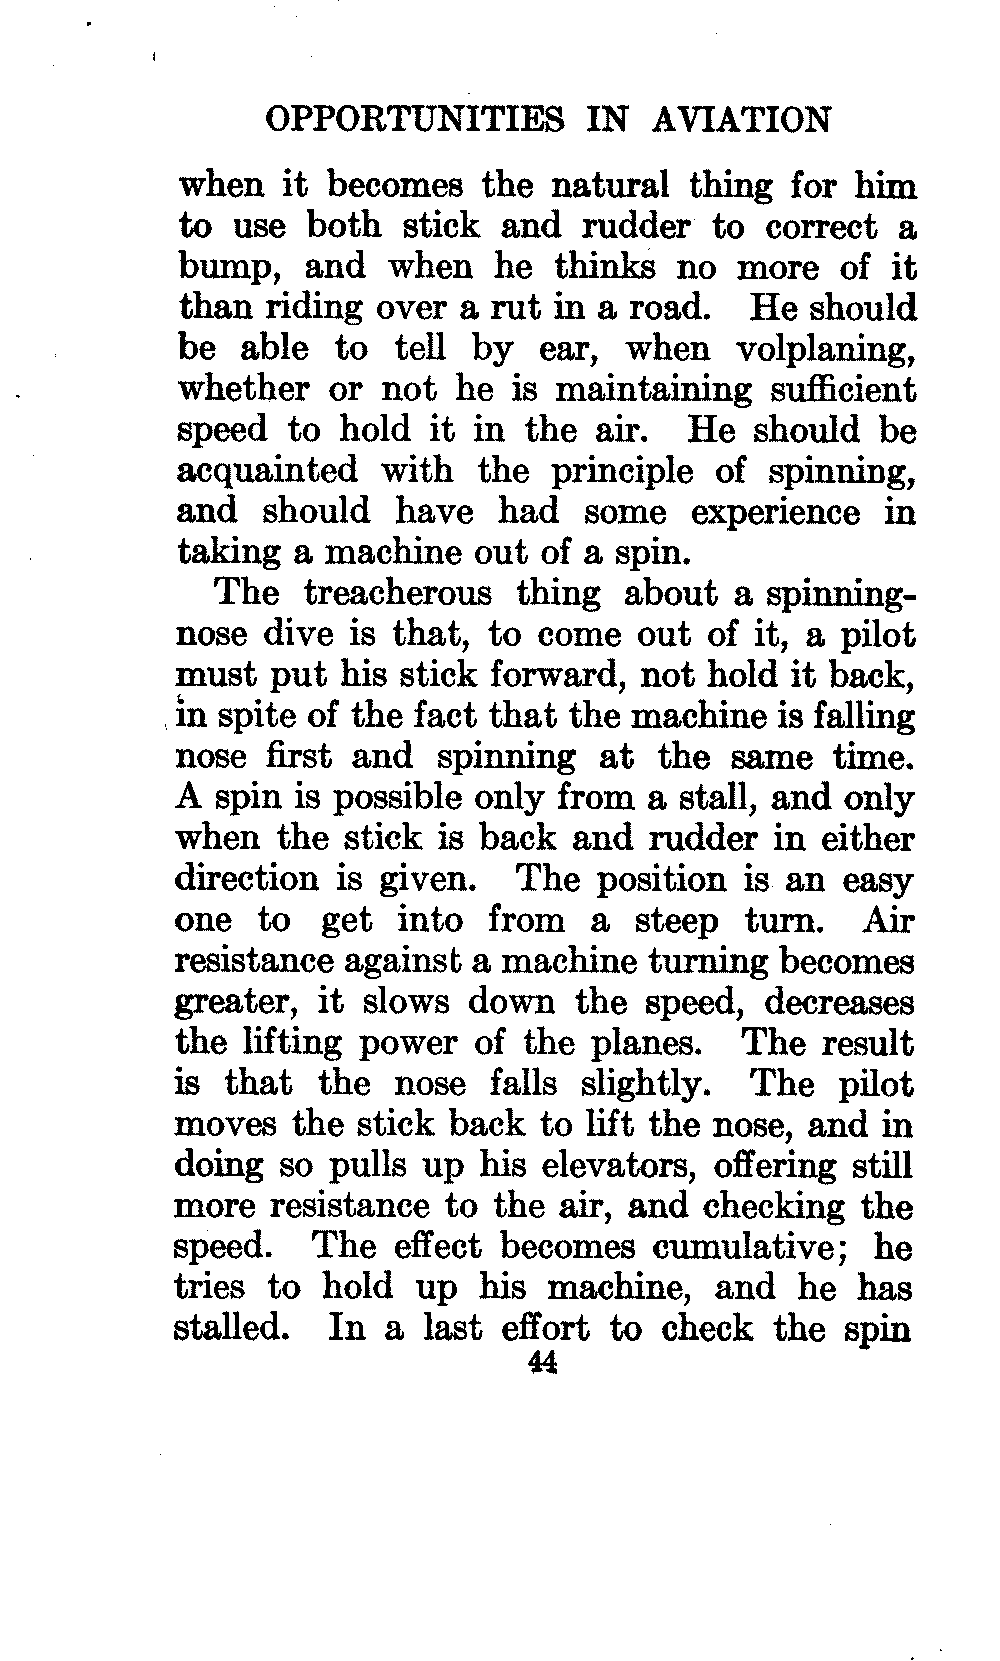 OPPORTUNITIES IN AVIATION
when it becomes the natural thing for him
to use both stick and rudder to correct a
bump, and when he thinks no more of it
than riding over a rut in a road. He should
be able to tell by ear, when volplaning,
whether or not he is maintaining sufficient
speed to hold it in the air. He should be
acquainted with the principle of spinning,
and should have had some experience in
taking a machine out of a spin.
The treacherous thing about a spinning-
nose dive is that, to come out of it, a pilot
must put his stick forward, not hold it back,
in spite of the fact that the machine is falling
nose first and spinning at the same time.
A spin is possible only from a stall, and only
when the stick is back and rudder in either
direction is given. The position is an easy
one to get into from a steep turn. Air
resistance against a machine turning becomes
greater, it slows down the speed, decreases
the lifting power of the planes. The result
is that the nose falls slightly. The pilot
moves the stick back to lift the nose, and in
doing so pulls up his elevators, offering still
more resistance to the air, and checking the
speed. The effect becomes cumulative; he
tries to hold up his machine, and he has
stalled. In a last effort to check the spin
44